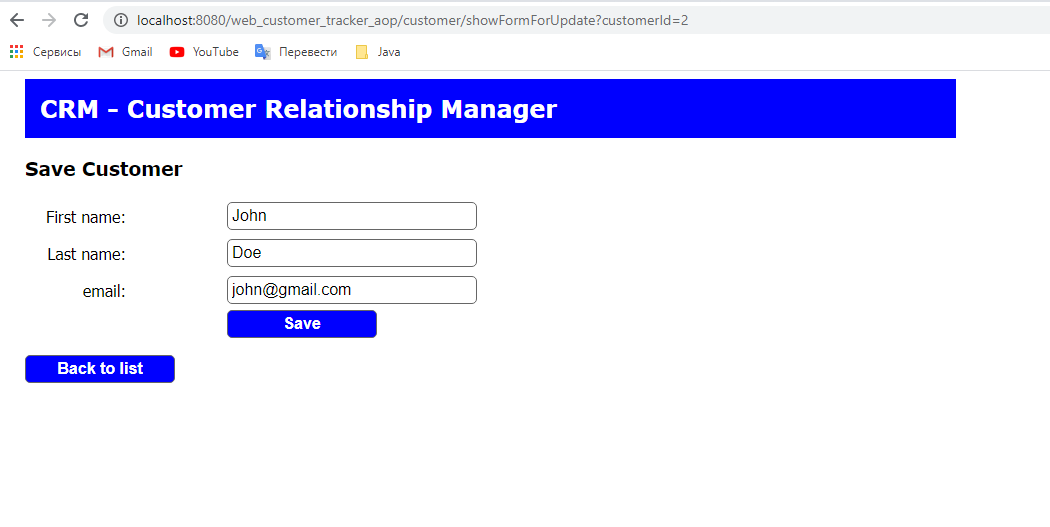 localhost:8080/web_customer_tracker_aop/customer/showFormForUpdate?customerId=2
Сервисы Gmail YouTube Перевести Java
CRM - Customer Relationship Manager
Save Customer
First name: John
Last name: Doe
email: john@gmail.com
Save
Back to list